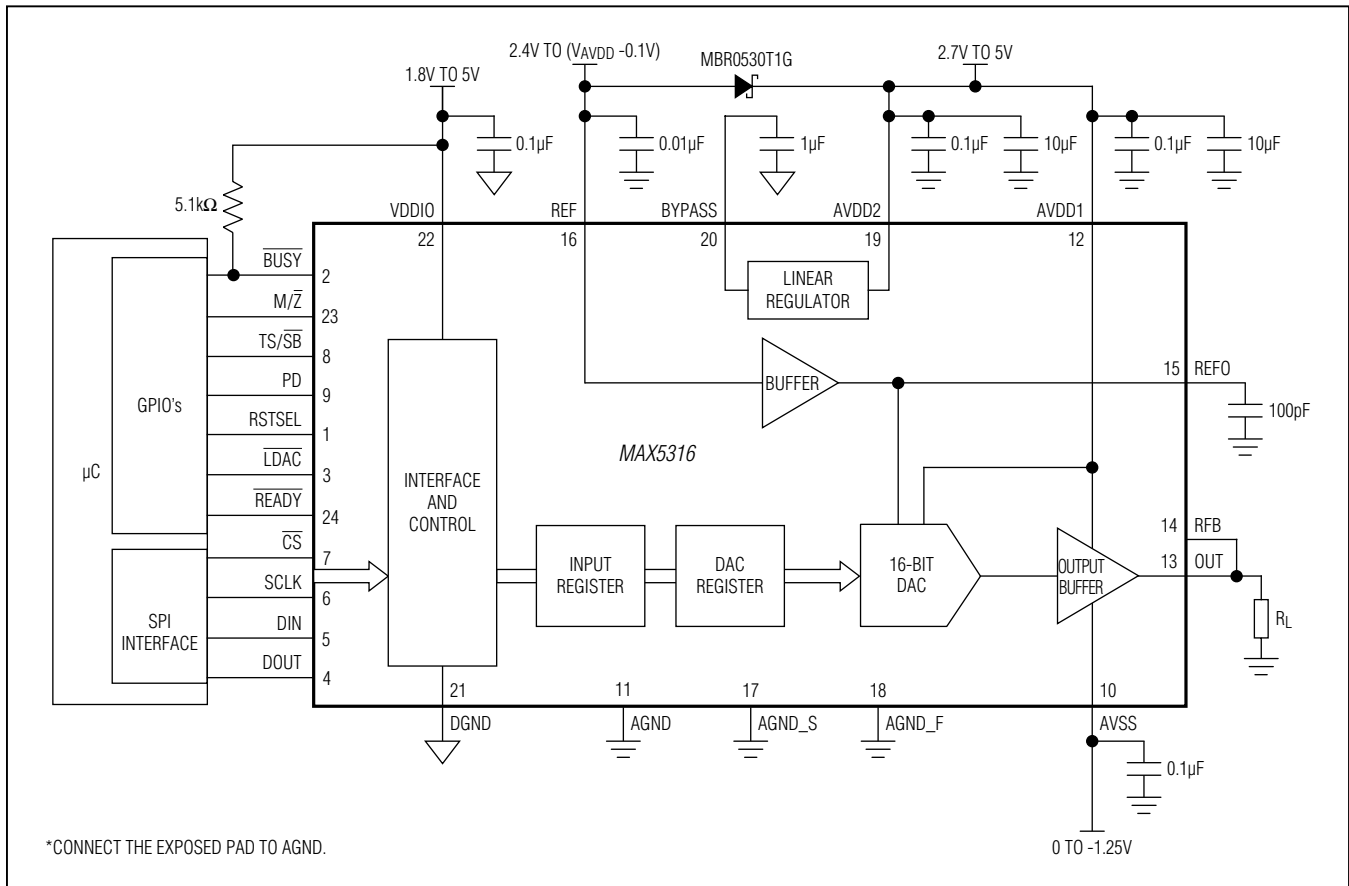 2.4V TO (VAVDD -0.1V)
MBR0530T1G
2.7V TO 5V
1.8V TO 5V
0.1µF
0.01µF
1µF
0.1µF
10µF
0.1µF
10µF
5.1kΩ
VDDIO
REF
BYPASS
AVDD2
AVDD1
22
16
20
19
12
LINEAR
REGULATOR
µC
GPIO's
SPI
INTERFACE
B̅U̅S̅Y̅
2
M/Z̅
23
TS/S̅B̅
8
PD
9
RSTSEL
1
L̅D̅A̅C̅
3
R̅E̅A̅D̅Y̅
24
C̅S̅
7
SCLK
6
DIN
5
DOUT
4
INTERFACE
AND
CONTROL
BUFFER
15 REFO
100pF
MAX5316
INPUT
REGISTER
DAC
REGISTER
16-BIT
DAC
OUTPUT
BUFFER
14 RFB
13 OUT
RL
21
DGND
11
AGND
17
AGND_S
18
AGND_F
10
AVSS
0.1µF
0 TO -1.25V
*CONNECT THE EXPOSED PAD TO AGND.